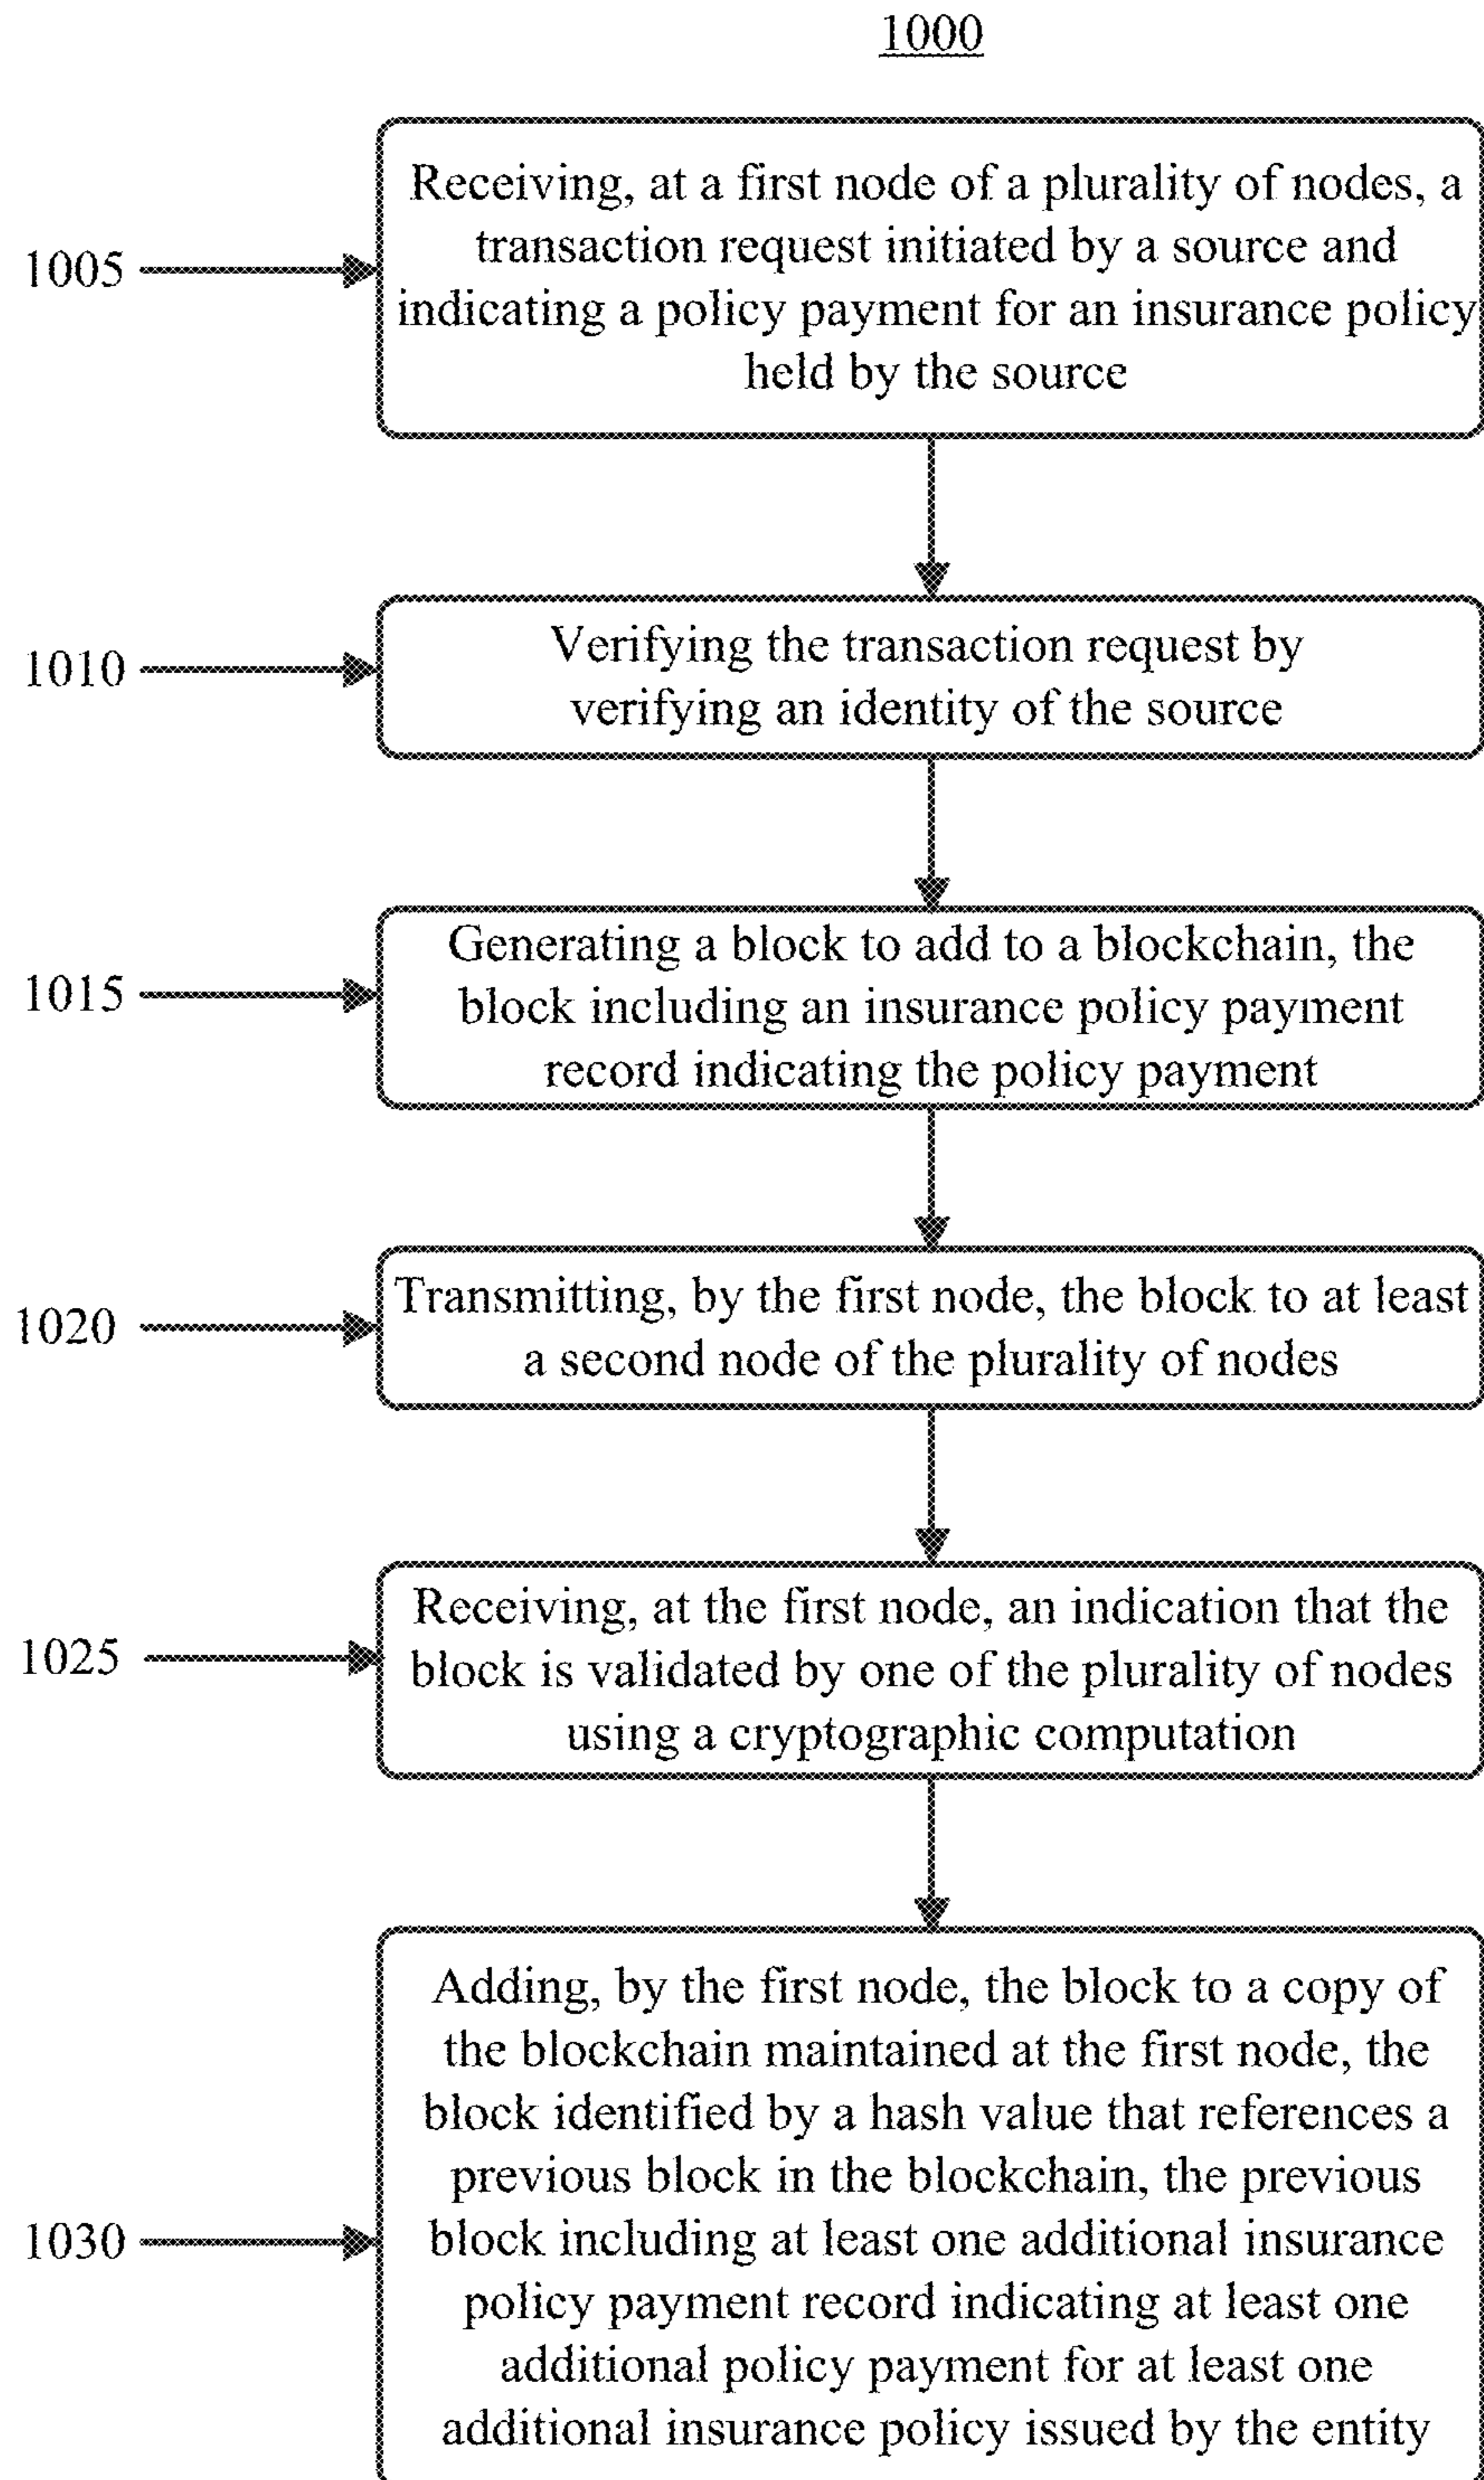 1000
Receiving, at a first node of a plurality of nodes, a
transaction request initiated by a source and
indicating a policy payment for an insurance policy
held by the source
1005
Verifying the transaction request by
verifying an identity of the source
1010
Generating a block to add to a blockchain, the
block including an insurance policy payment
record indicating the policy payment
1015
Transmitting, by the first node, the block to at least
a second node of the plurality of nodes
1020
Receiving, at the first node, an indication that the
block is validated by one of the plurality of nodes
using a cryptographic computation
1025
Adding, by the first node, the block to a copy of
the blockchain maintained at the first node, the
block identified by a hash value that references a
previous block in the blockchain, the previous
block including at least one additional insurance
policy payment record indicating at least one
additional policy payment for at least one
additional insurance policy issued by the entity
1030